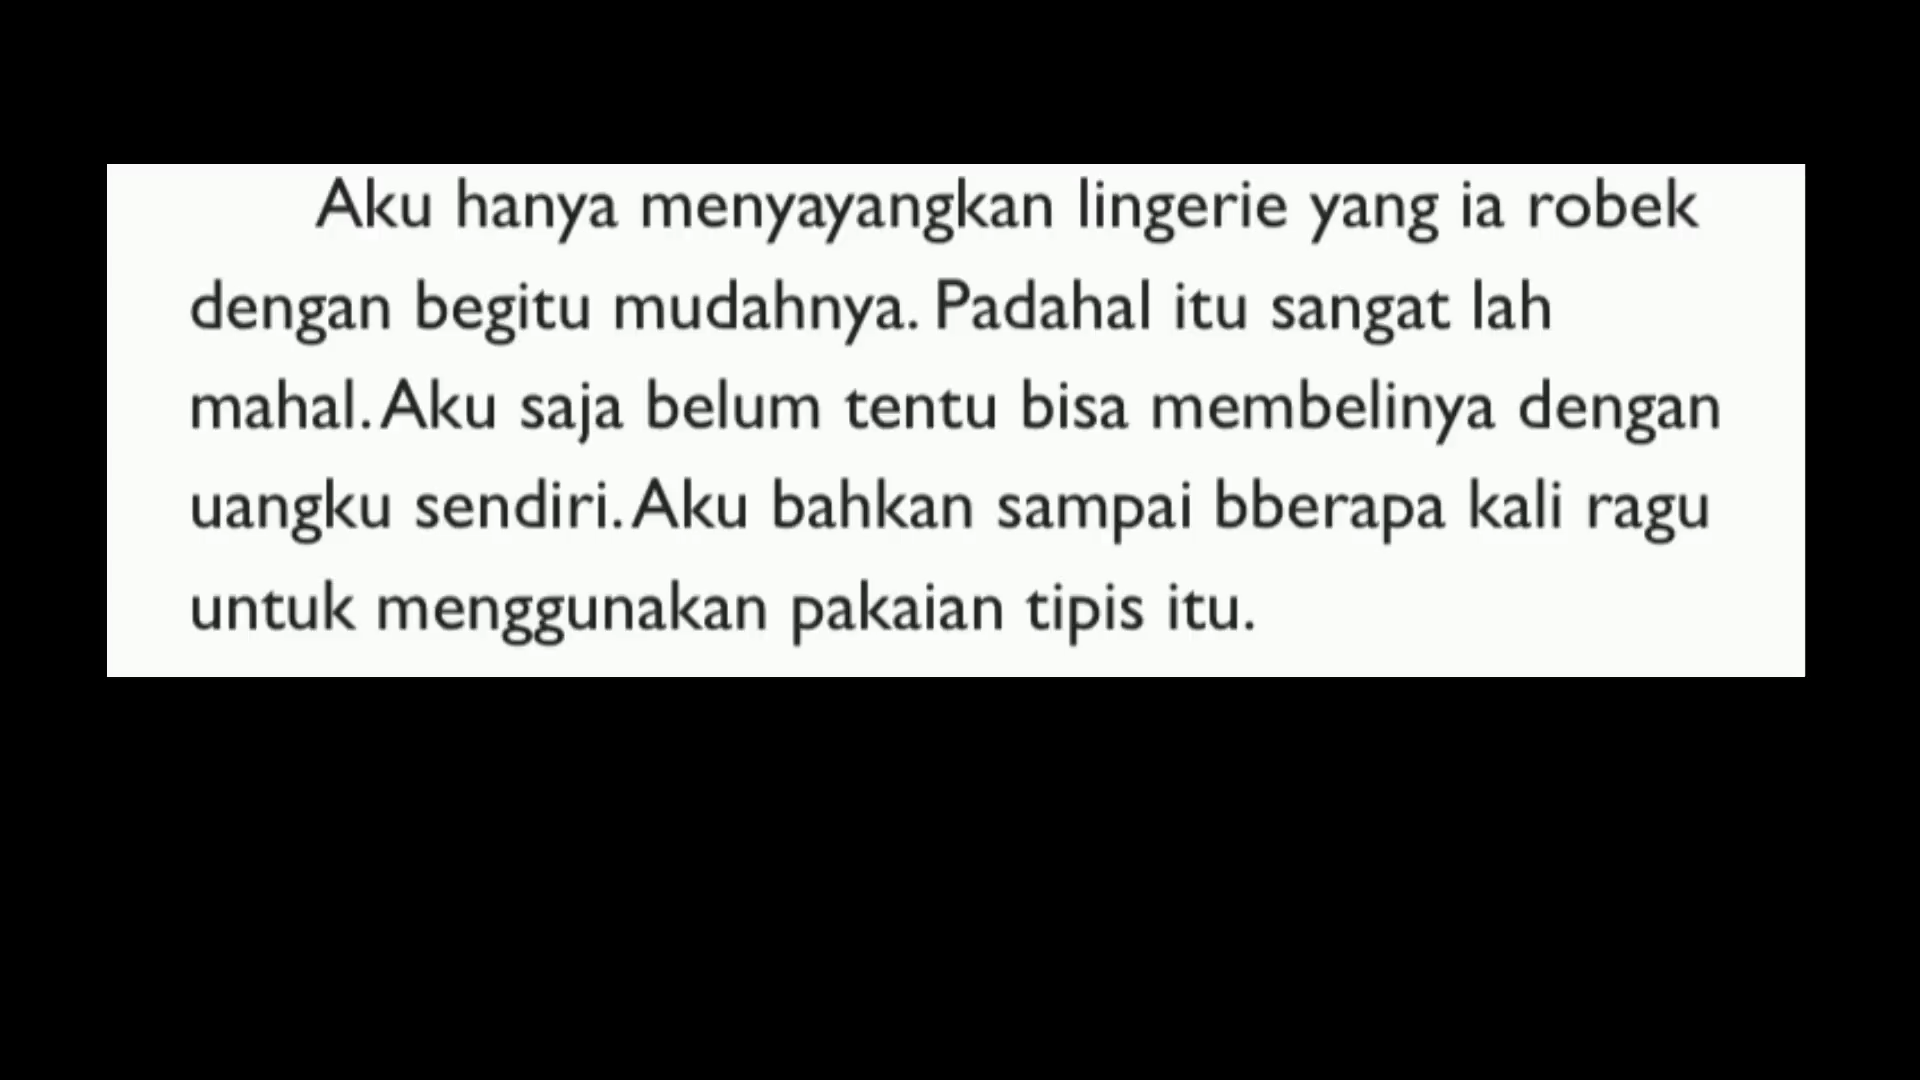 Aku hanya menyayangkan lingerie yang ia robek
dengan begitu mudahnya. Padahal itu sangat lah
mahal. Aku saja belum tentu bisa membelinya dengan
uangku sendiri. Aku bahkan sampai bberapa kali ragu
untuk menggunakan pakaian tipis itu.